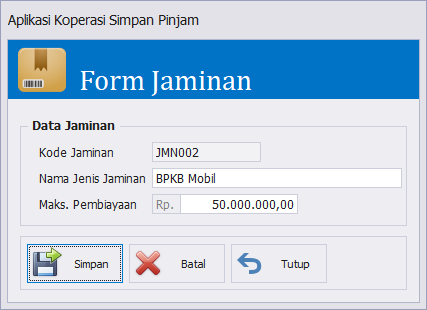 Aplikasi Koperasi Simpan Pinjam
Form Jaminan
Data Jaminan
Kode Jaminan JMN002
Nama Jenis Jaminan BPKB Mobil
Maks. Pembiayaan Rp. 50.000.000,00
Simpan Batal Tutup